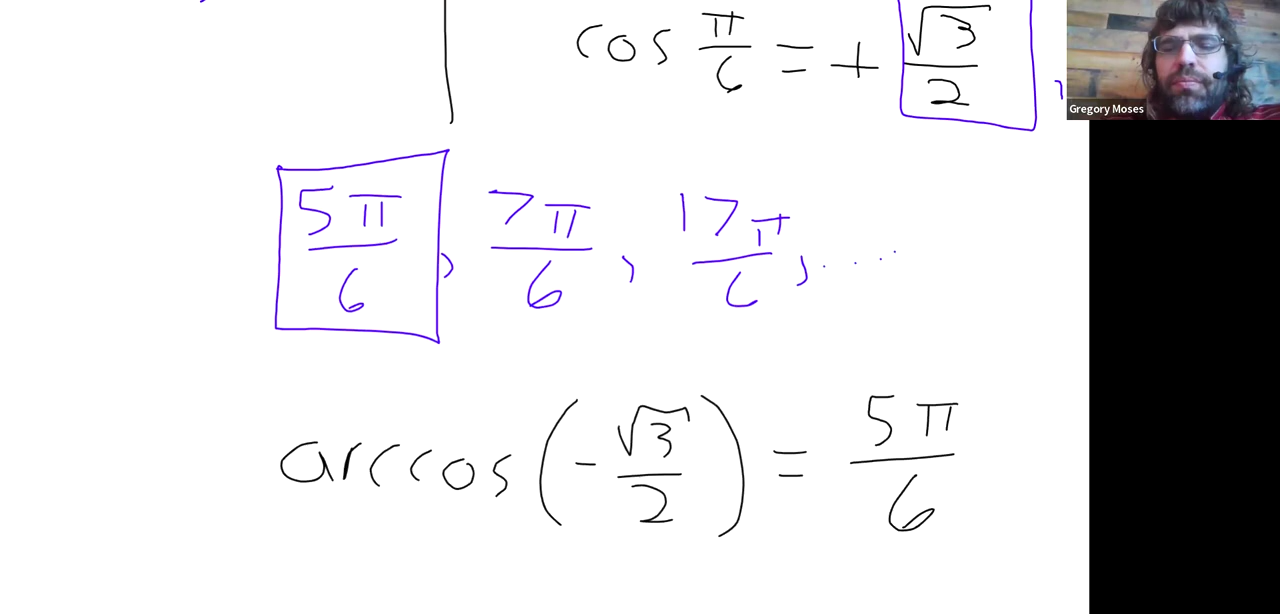 cos π/6 = + √3/2
Gregory Moses
5π/6, 7π/6, 17π/6, ....
arccos(-√3/2) = 5π/6